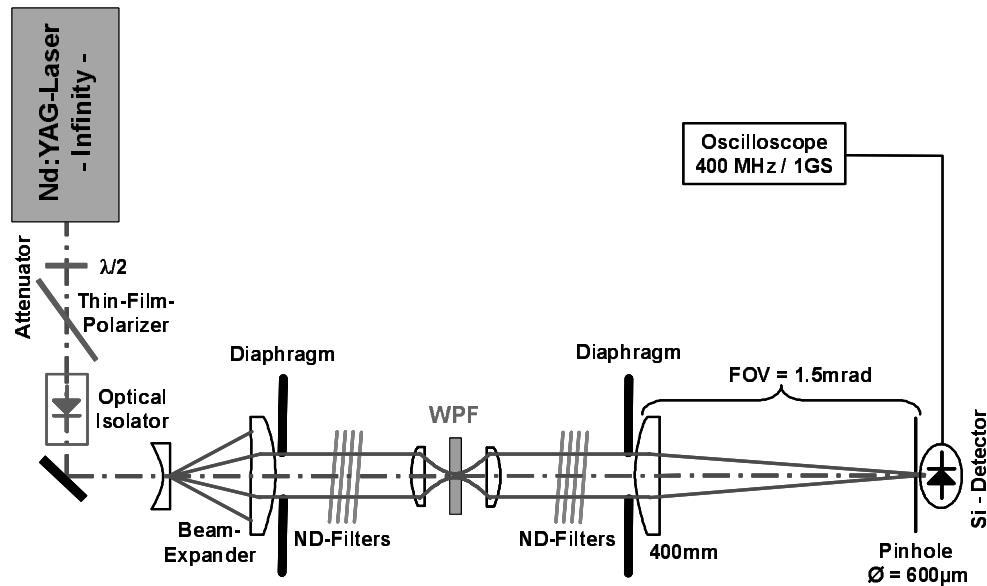 Nd:YAG-Laser
- Infinity -
Oscilloscope
400 MHz / 1GS
Attenuator
λ/2
Thin-Film-
Polarizer
Optical
Isolator
Diaphragm
Diaphragm
FOV = 1.5mrad
WPF
Beam-
Expander
ND-Filters
ND-Filters
400mm
Si - Detector
Pinhole
Ø = 600µm